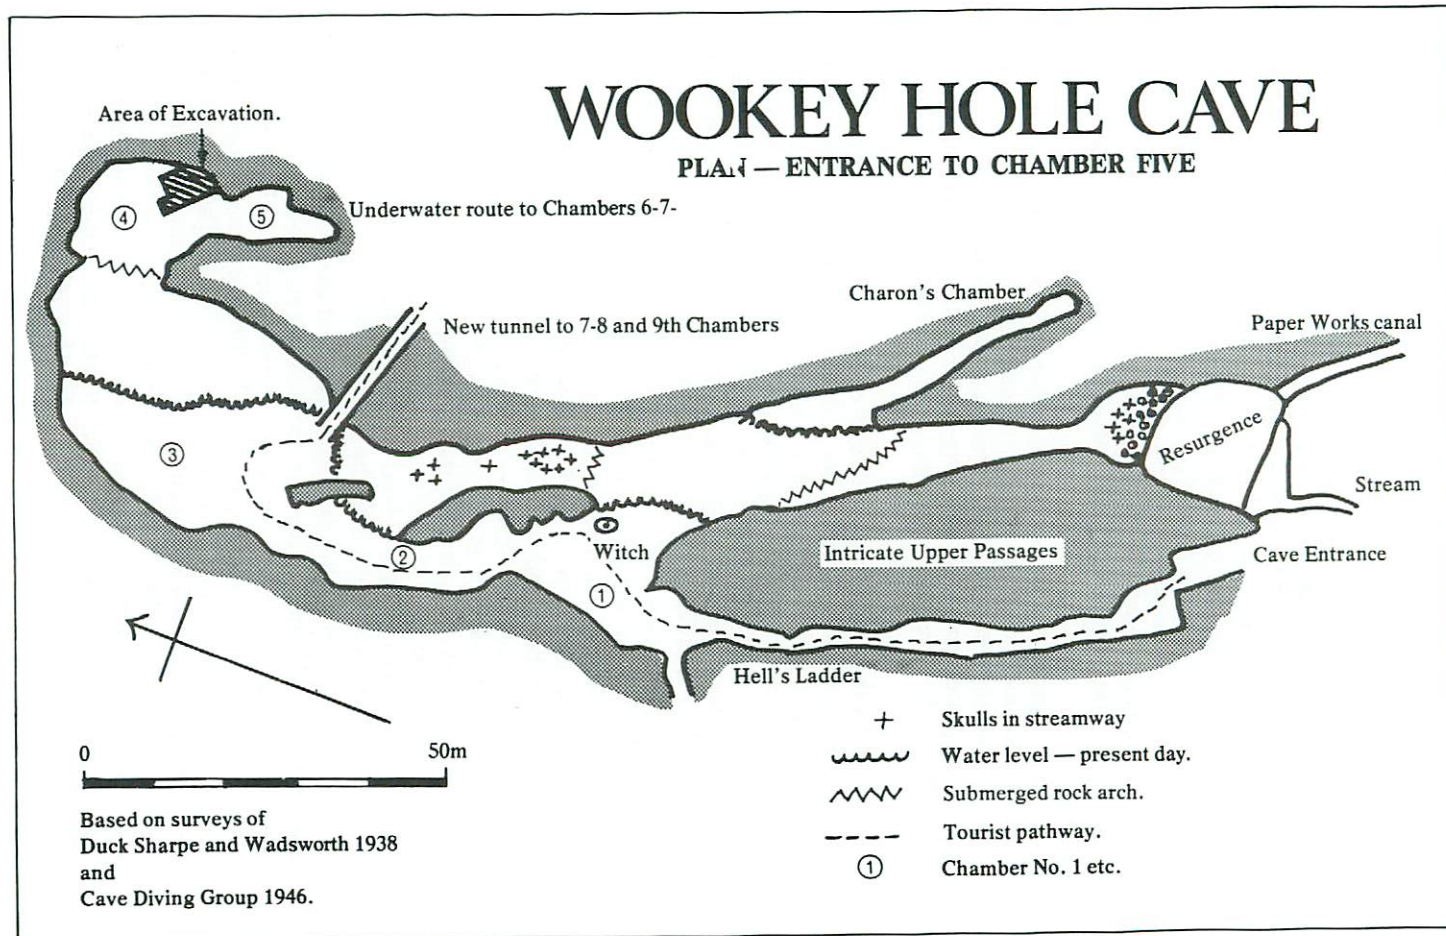 WOOKEY HOLE CAVE
PLAN — ENTRANCE TO CHAMBER FIVE
Area of Excavation.
4
5
Underwater route to Chambers 6-7-
Charon's Chamber
New tunnel to 7-8 and 9th Chambers
Paper Works canal
Resurgence
3
Stream
2
Witch
Intricate Upper Passages
Cave Entrance
1
Hell's Ladder
+ Skulls in streamway
Water level — present day.
Submerged rock arch.
Tourist pathway.
1 Chamber No. 1 etc.
0 50m
Based on surveys of
Duck Sharpe and Wadsworth 1938
and
Cave Diving Group 1946.